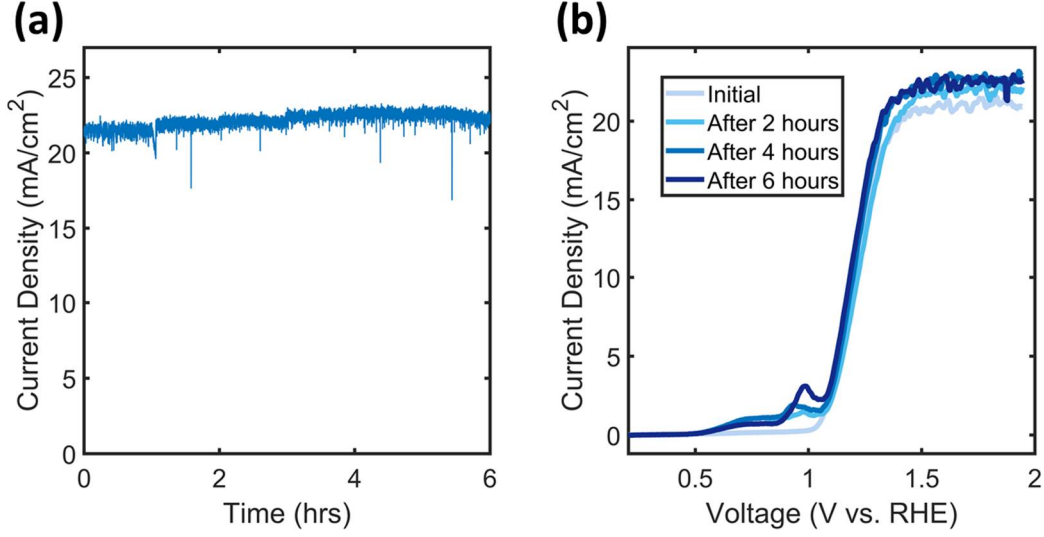 (a)
Current Density (mA/cm²)
25
20
15
10
5
0
0
2
4
6
Time (hrs)
(b)
Current Density (mA/cm²)
20
15
10
5
0
Initial
After 2 hours
After 4 hours
After 6 hours
0.5
1
1.5
2
Voltage (V vs. RHE)